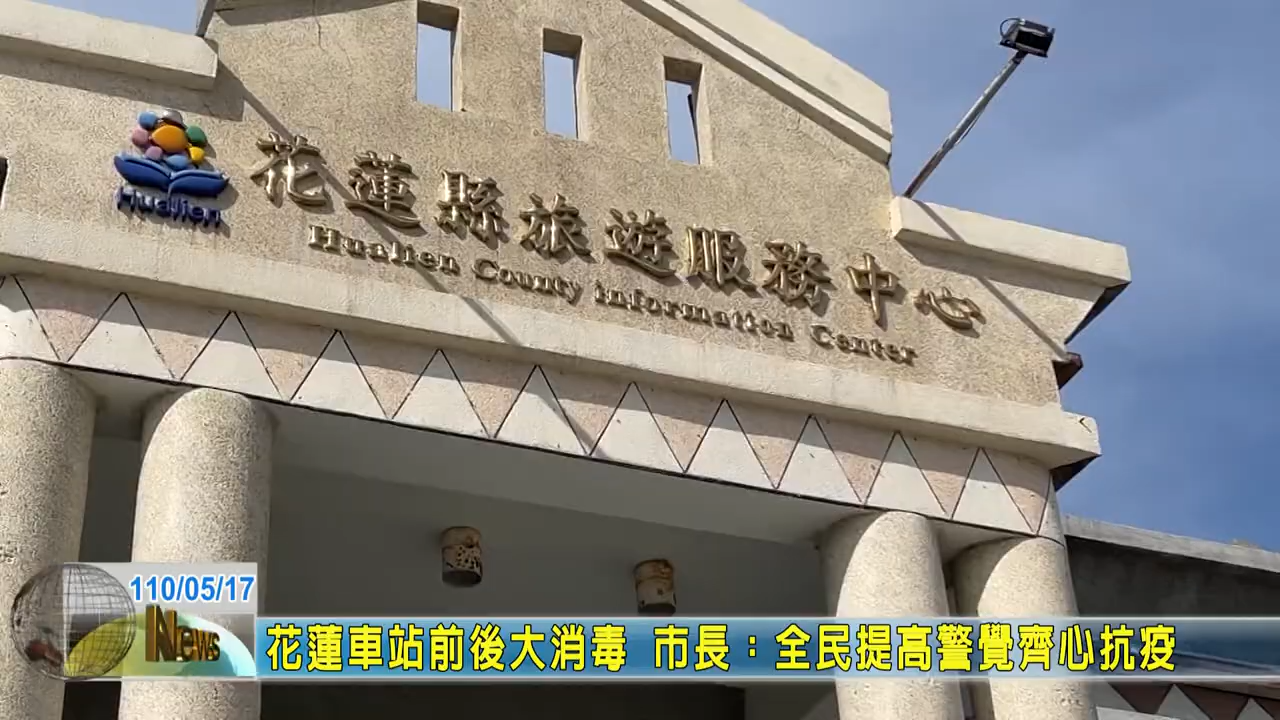 Hualien
花蓮縣旅遊服務中心
Hualien County information Center
110/05/17
News
花蓮車站前後大消毒 市長：全民提高警覺齊心抗疫